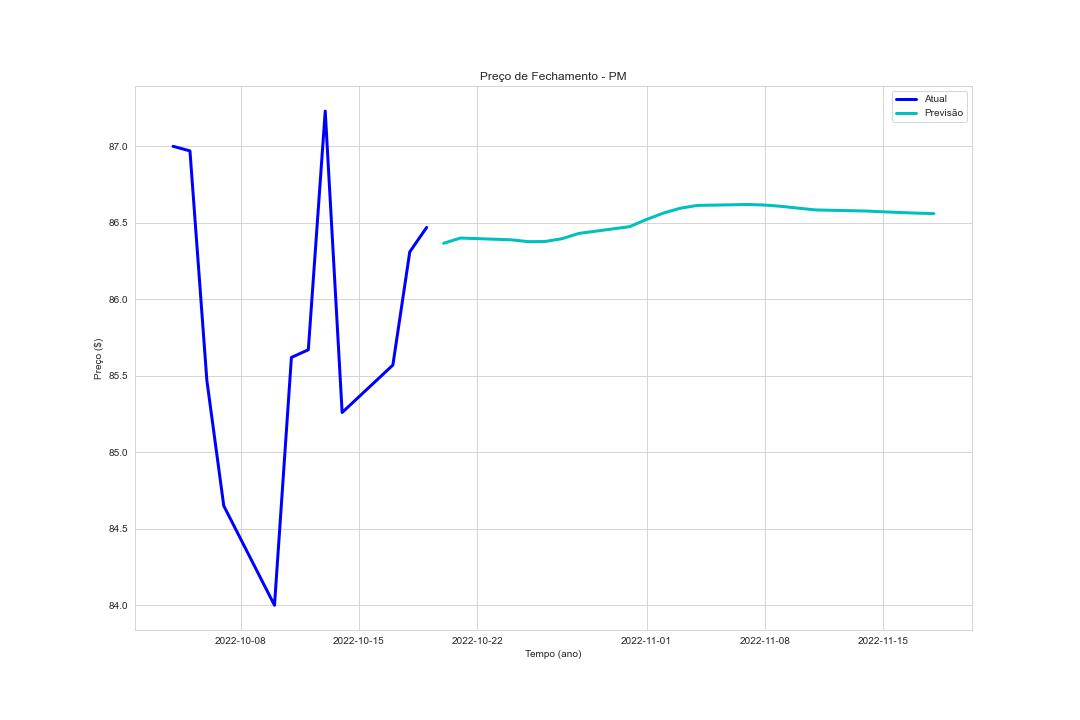 Preço de Fechamento - PM
Atual
Previsão
87.0
86.5
86.0
85.5
85.0
84.5
84.0
Preço ($)
2022-10-08
2022-10-15
2022-10-22
2022-11-01
2022-11-08
2022-11-15
Tempo (ano)